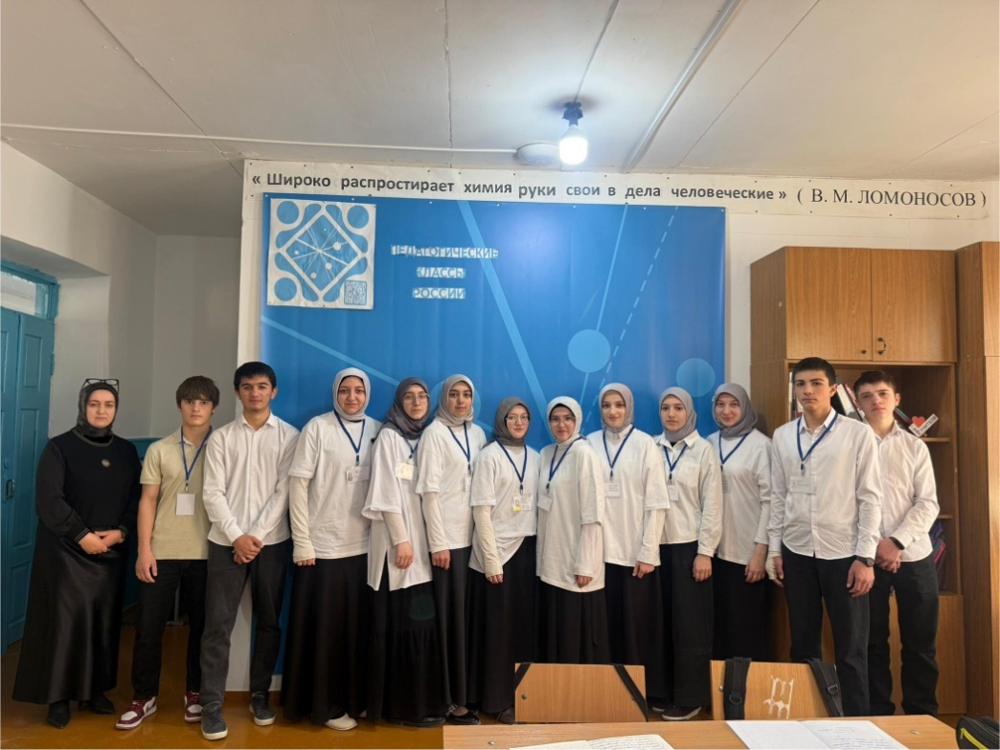 « Широко распростирает химия руки свои в дела человеческие » ( В. М. ЛОМОНОСОВ )
ПЕДАГОГИЧЕСКИЕ
КЛАССЫ
РОССИИ